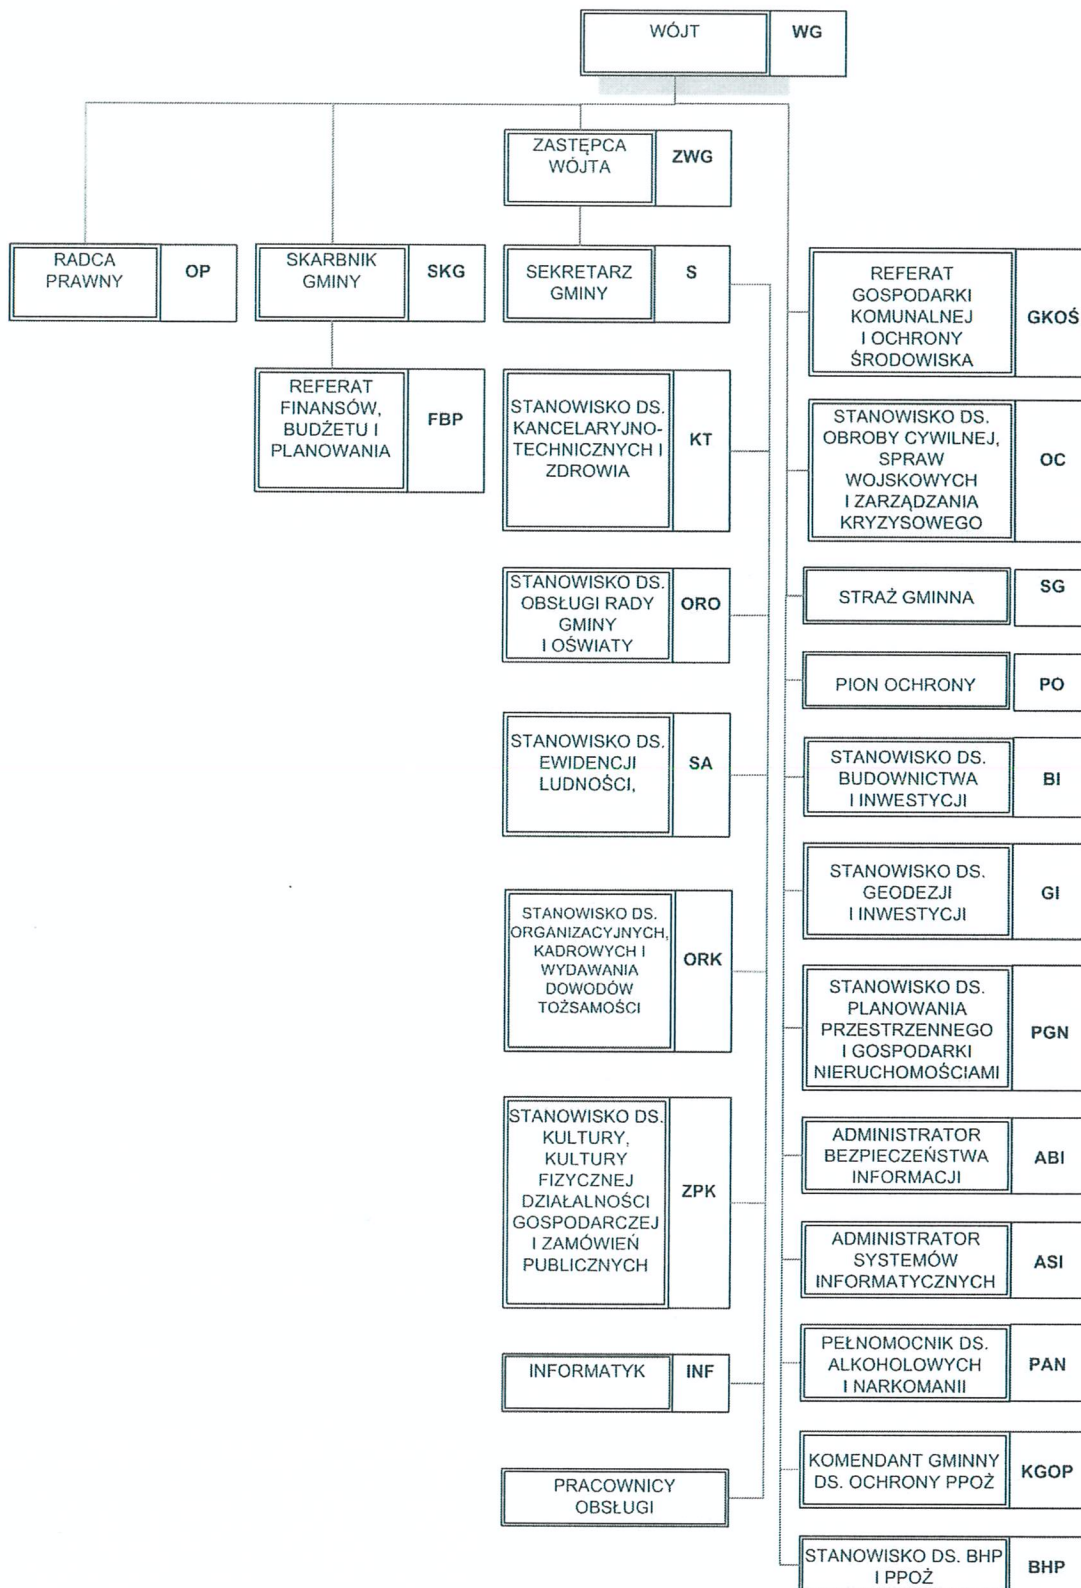 WÓJT WG
ZASTĘPCA
WÓJTA
ZWG
RADCA
PRAWNY
OP
SKARBNIK
GMINY
SKG
SEKRETARZ
GMINY
S
REFERAT
FINANSÓW,
BUDŻETU I
PLANOWANIA
FBP
STANOWISKO DS.
KANCELARYJNO-
TECHNICZNYCH I
ZDROWIA
KT
STANOWISKO DS.
OBSŁUGI RADY
GMINY
I OŚWIATY
ORO
STANOWISKO DS.
EWIDENCJI
LUDNOŚCI,
SA
STANOWISKO DS.
ORGANIZACYJNYCH,
KADROWYCH I
WYDAWANIA
DOWODÓW
TOŻSAMOŚCI
ORK
STANOWISKO DS.
KULTURY,
KULTURY
FIZYCZNEJ
DZIAŁALNOŚCI
GOSPODARCZEJ
I ZAMÓWIEŃ
PUBLICZNYCH
ZPK
INFORMATYK INF
PRACOWNICY
OBSŁUGI
REFERAT
GOSPODARKI
KOMUNALNEJ
I OCHRONY
ŚRODOWISKA
GKOŚ
STANOWISKO DS.
OBROBY CYWILNEJ,
SPRAW
WOJSKOWYCH
I ZARZĄDZANIA
KRYZYSOWEGO
OC
STRAŻ GMINNA SG
PION OCHRONY PO
STANOWISKO DS.
BUDOWNICTWA
I INWESTYCJI
BI
STANOWISKO DS.
GEODEZJI
I INWESTYCJI
GI
STANOWISKO DS.
PLANOWANIA
PRZESTRZENNEGO
I GOSPODARKI
NIERUCHOMOŚCIAMI
PGN
ADMINISTRATOR
BEZPIECZEŃSTWA
INFORMACJI
ABI
ADMINISTRATOR
SYSTEMÓW
INFORMATYCZNYCH
ASI
PEŁNOMOCNIK DS.
ALKOHOLOWYCH
I NARKOMANII
PAN
KOMENDANT GMINNY
DS. OCHRONY PPOŻ
KGOP
STANOWISKO DS. BHP
I PPOŻ
BHP